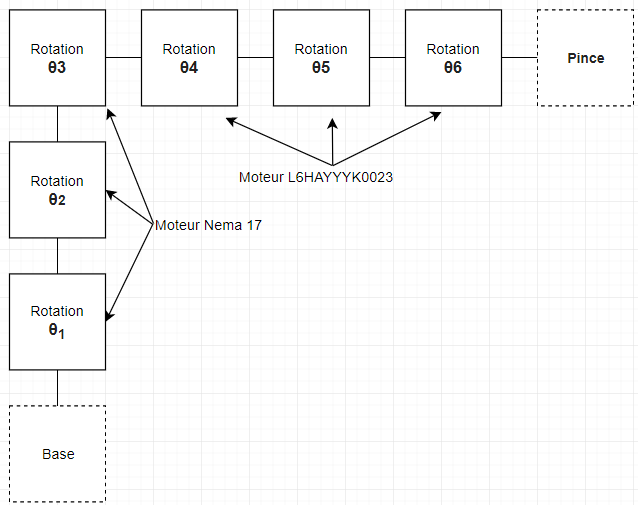 Rotation
θ3
Rotation
θ4
Rotation
θ5
Rotation
θ6
Pince
Moteur L6HAYYYK0023
Rotation
θ2
Moteur Nema 17
Rotation
θ1
Base